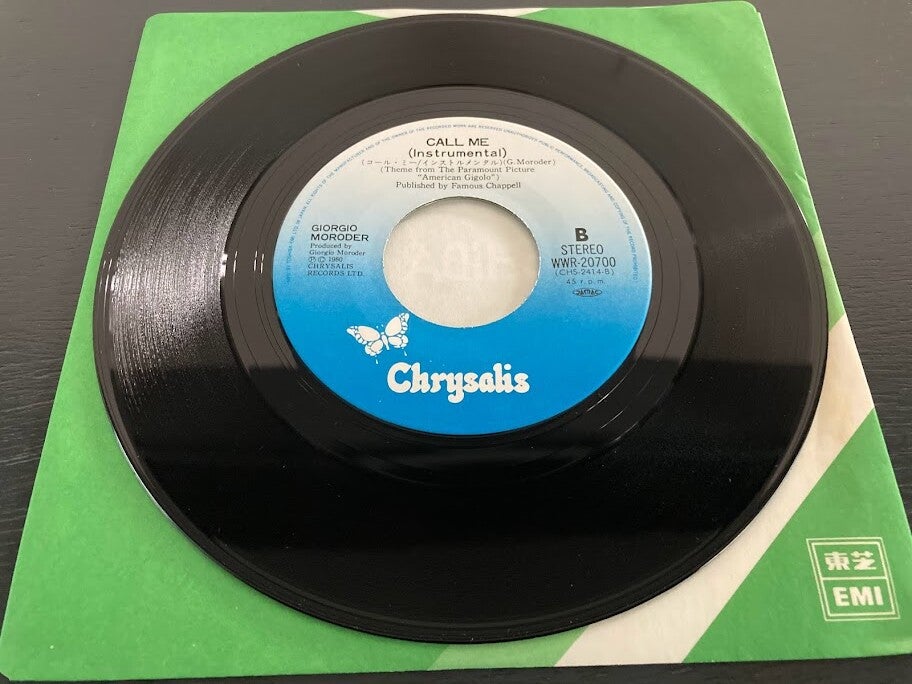 CALL ME
(Instrumental)
(コール・ミー/インストルメンタル)(G.Moroder)
(Theme from The Paramount Picture
"American Gigolo")
Published by Famous Chappell
GIORGIO
MORODER
Produced by
Giorgio Moroder
Ⓟ © 1980
CHRYSALIS
RECORDS LTD.
B
STEREO
WWR-20700
(CHS-2414-B)
45 r.p.m.
JASRAC
Chrysalis
東芝
EMI